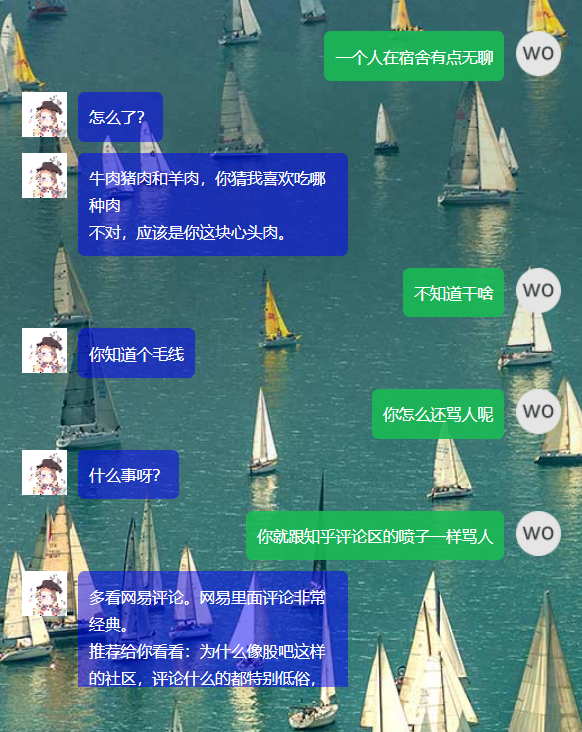 一个人在宿舍有点无聊
WO
怎么了？
牛肉猪肉和羊肉，你猜我喜欢吃哪
种肉
不对，应该是你这块心头肉。
不知道干啥
WO
你知道个毛线
你怎么还骂人呢
WO
什么事呀？
你就跟知乎评论区的喷子一样骂人
WO
多看网易评论。网易里面评论非常
经典。
推荐给你看看：为什么像股吧这样
的社区，评论什么的都特别低俗，